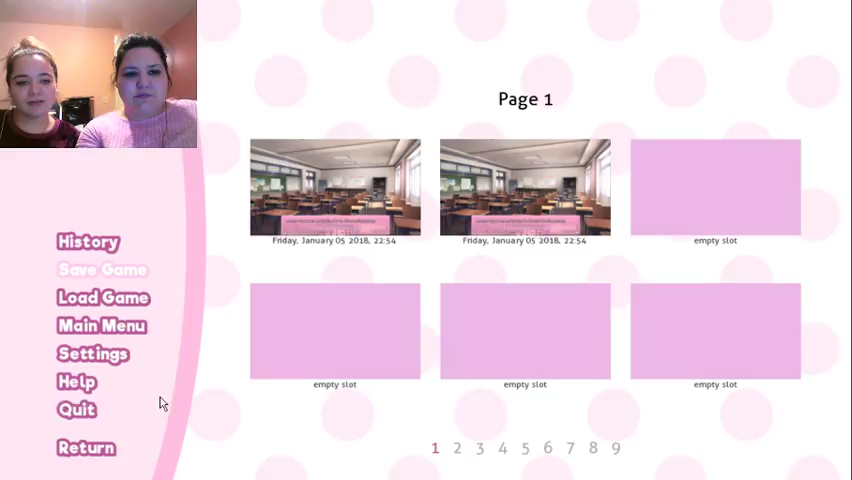 Page 1
Friday, January 05 2018, 22:54
Friday, January 05 2018, 22:54
empty slot
empty slot
empty slot
empty slot
History
Save Game
Load Game
Main Menu
Settings
Help
Quit
Return
1 2 3 4 5 6 7 8 9